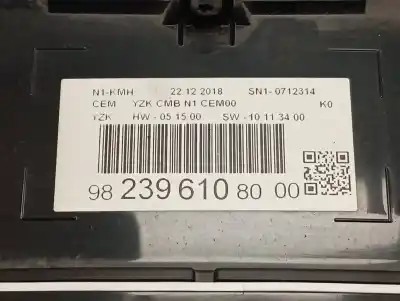 N1-KMH 22 12 2018 SN1- 0712314
CEM YZK CMB N1 CEM00 K0
YZK HW - 05 15 00 SW - 10 11 34 00
98 239 610 80 00